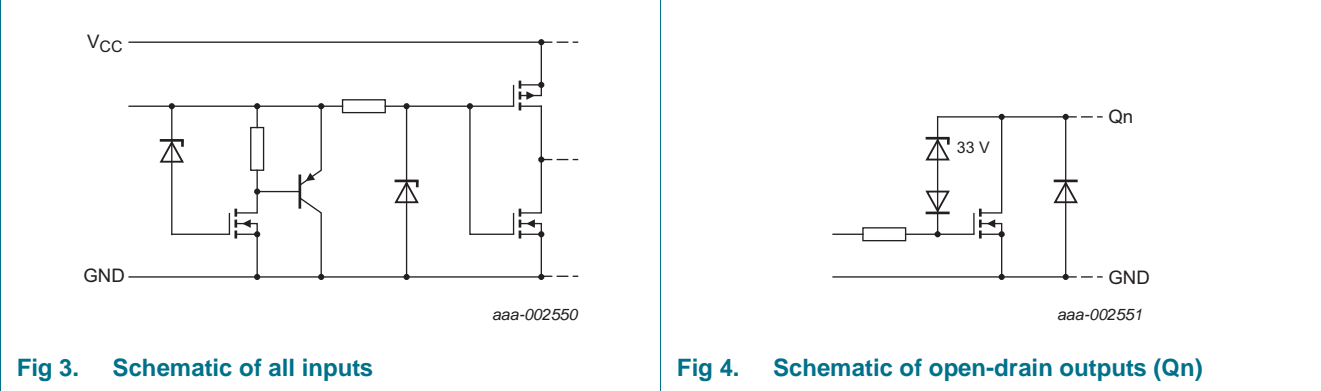 VCC
GND
aaa-002550
Fig 3. Schematic of all inputs
Qn
33 V
GND
aaa-002551
Fig 4. Schematic of open-drain outputs (Qn)